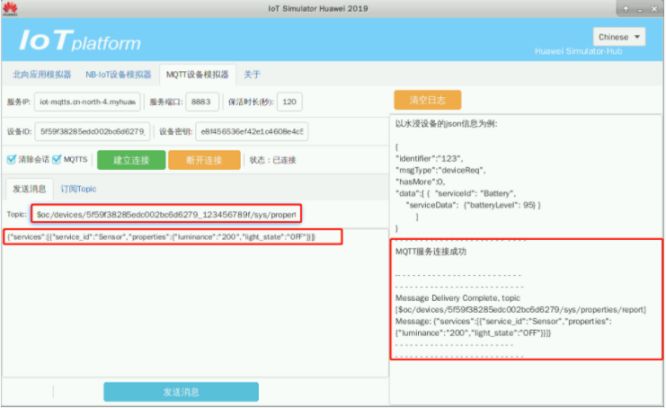 HUAWEI
IoT Simulator Huawei 2019
IoT platform
Chinese
Huawei Simulator-Hub
北向应用模拟器 NB-IoT设备模拟器 MQTT设备模拟器 关于
服务IP: iot-mqtts.cn-north-4.myhuaw 服务端口: 8883 保活时长(秒): 120
设备ID: 5f59f38285edc002bc6d6279_ 设备密钥: e8f456536ef42e1c4608e4c5
清除会话 MQTTS 建立连接 断开连接 状态：已连接
发送消息 订阅Topic
Topic: $oc/devices/5f59f38285edc002bc6d6279_123456789f/sys/propert
{"services":[{"service_id":"Sensor","properties":{"luminance":"200","light_state":"OFF"}}]}
发送消息
清空日志
以水浸设备的json信息为例:
{
"identifier":"123",
"msgType":"deviceReq",
"hasMore":0,
"data":[ { "serviceId": "Battery",
"serviceData": {"batteryLevel": 95} }
]
}
- - - - - - - - - - - - - - - - - - - - - - - -
MQTT服务连接成功
-- - - - - - - - - - - - - - - - - - - - - - -
- - - - - - - - - - - - - - - - - - - - - - - -
Message Delivery Complete, topic
[$oc/devices/5f59f38285edc002bc6d6279/sys/properties/report]
Message: {"services":[{"service_id":"Sensor","properties":
{"luminance":"200","light_state":"OFF"}}]}
- - - - - - - - - - - - - - - - - - - - - -
- - - - - - - - - - - - - - - - - - - - - - - -